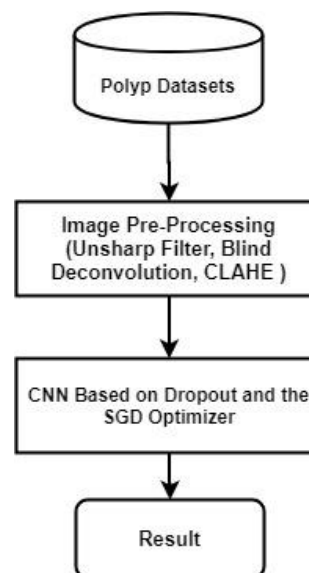 Polyp Datasets
Image Pre-Processing
(Unsharp Filter, Blind
Deconvolution, CLAHE )
CNN Based on Dropout and the
SGD Optimizer
Result